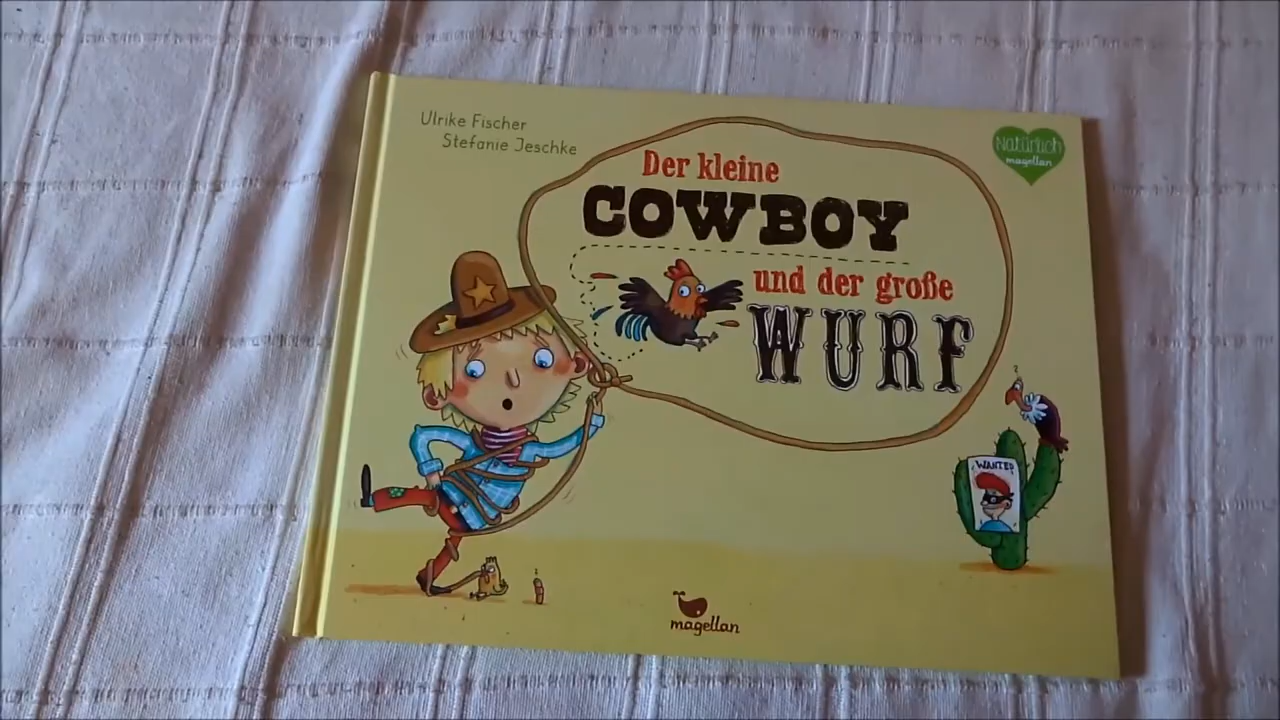 Ulrike Fischer
Stefanie Jeschke
Der kleine
COWBOY
und der große
WURF
Natürlich
magellan
WANTED
magellan